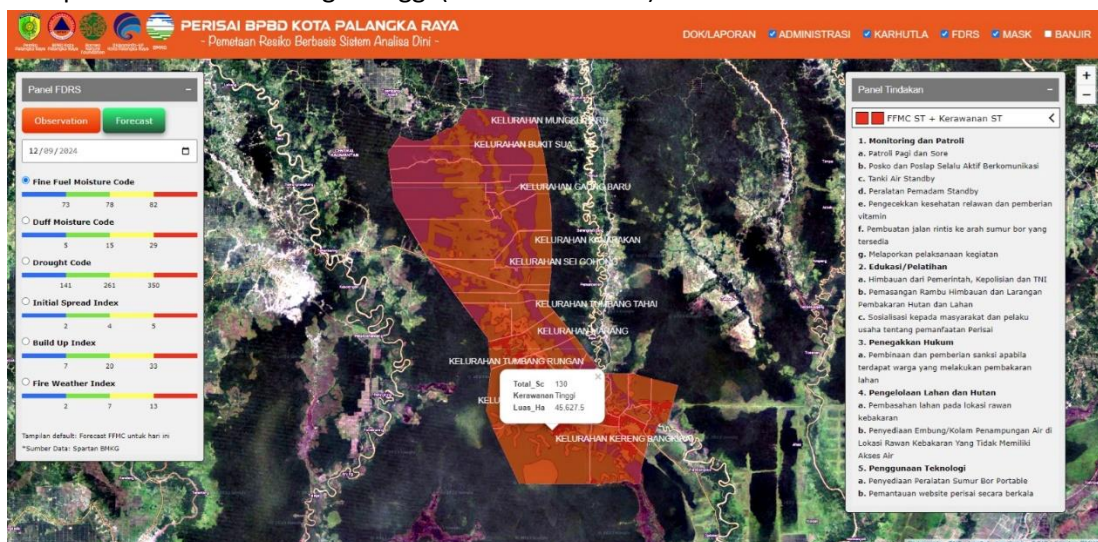 PERISAI BPBD KOTA PALANGKA RAYA
- Pemetaan Resiko Berbasis Sistem Analisa Dini -
DOK/LAPORAN ADMINISTRASI KARHUTLA FDRS MASK BANJIR
Panel FDRS −
Observation Forecast
12/09/2024
Fine Fuel Moisture Code
73 78 82
Duff Moisture Code
5 15 29
Drought Code
141 261 350
Initial Spread Index
2 4 5
Build Up Index
7 20 33
Fire Weather Index
2 7 13
Tampilan default: Forecast FFMC untuk hari ini
*Sumber Data: Spartan BMKG
KELURAHAN
KELURAHAN BUKIT SUA
KELURAHAN BARU
KELURAHAN
KELURAHAN SEI GOHONG
KELURAHAN TUMBANG TAHAI
KELURAHAN MARANG
KELURAHAN TUMBANG RUNGAN
Total_Sc 130
Kerawanan Tinggi
Luas_Ha 45,627.5
KELURAHAN KERENG
Panel Tindakan −
FFMC ST + Kerawanan ST
1. Monitoring dan Patroli
a. Patroli Pagi dan Sore
b. Posko dan Poslap Selalu Aktif Berkomunikasi
c. Tanki Air Standby
d. Peralatan Pemadam Standby
e. Pengecekkan kesehatan relawan dan pemberian
vitamin
f. Pembuatan jalan rintis ke arah sumur bor yang
tersedia
g. Melaporkan pelaksanaan kegiatan
2. Edukasi/Pelatihan
a. Himbauan dari Pemerintah, Kepolisian dan TNI
b. Pemasangan Rambu Himbauan dan Larangan
Pembakaran Hutan dan Lahan
c. Sosialisasi kepada masyarakat dan pelaku
usaha tentang pemanfaatan Perisai
3. Penegakkan Hukum
a. Pembinaan dan pemberian sanksi apabila
terdapat warga yang melakukan pembakaran
lahan
4. Pengelolaan Lahan dan Hutan
a. Pembasahan lahan pada lokasi rawan
kebakaran
b. Penyediaan Embung/Kolam Penampungan Air di
Lokasi Rawan Kebakaran Yang Tidak Memiliki
Akses Air
5. Penggunaan Teknologi
a. Penyediaan Peralatan Sumur Bor Portable
b. Pemantauan website perisai secara berkala
+
−